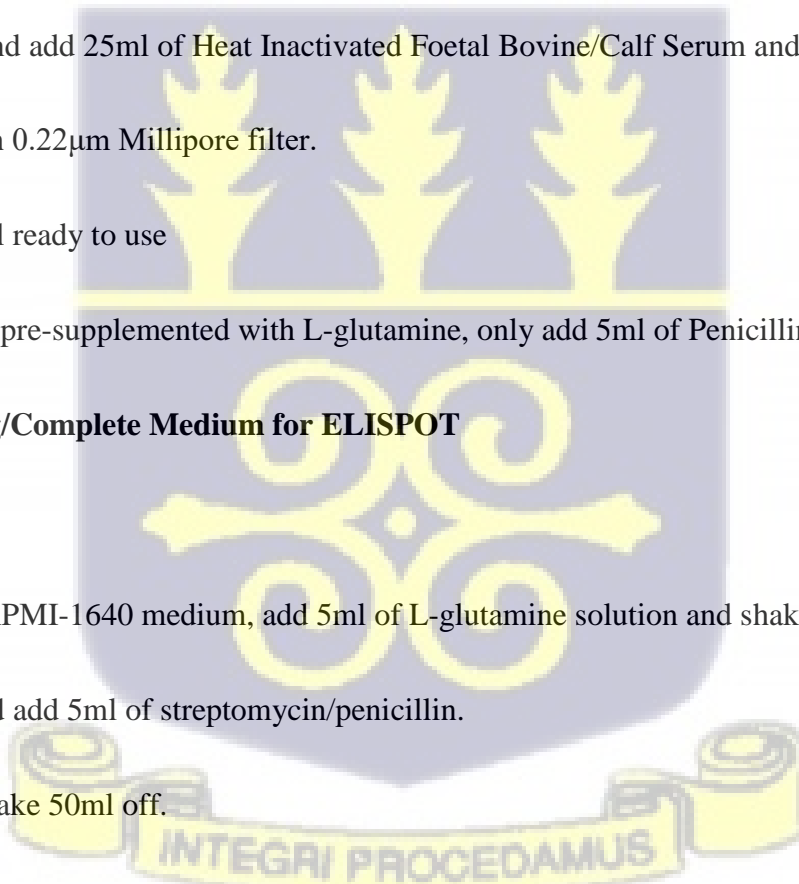 nd add 25ml of Heat Inactivated Foetal Bovine/Calf Serum and
0.22μm Millipore filter.
ready to use
pre-supplemented with L-glutamine, only add 5ml of Penicillin
/Complete Medium for ELISPOT
RPMI-1640 medium, add 5ml of L-glutamine solution and shak
add 5ml of streptomycin/penicillin.
ake 50ml off.
INTEGRI PROCEDAMUS